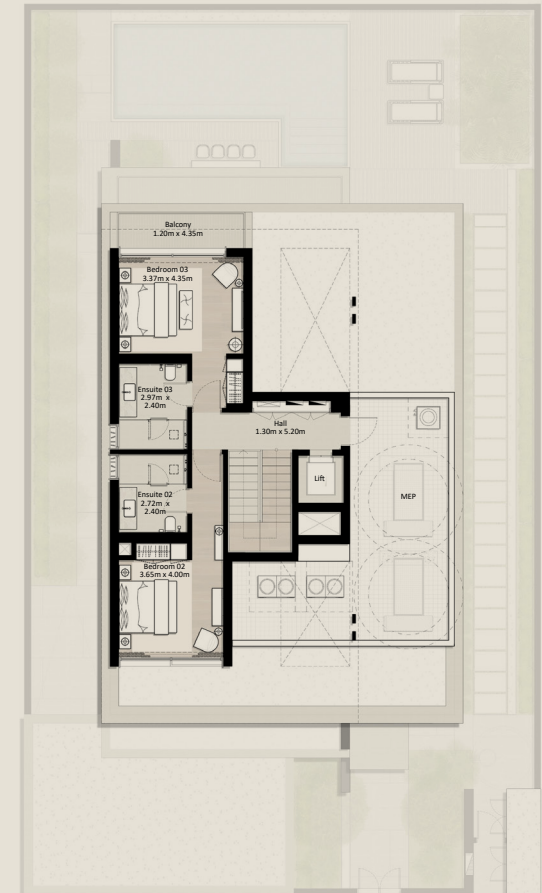 Balcony
1.20m x 4.35m
Bedroom 03
3.37m x 4.35m
Ensuite 03
2.97m x
2.40m
Hall
1.30m x 5.20m
Lift
MEP
Ensuite 02
2.72m x
2.40m
Bedroom 02
3.65m x 4.00m